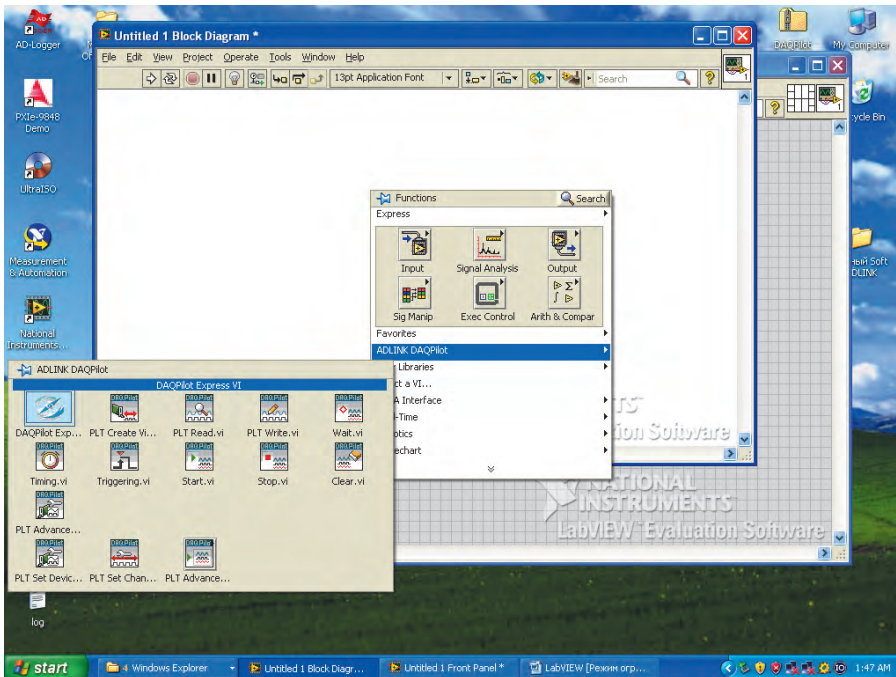 AD-Logger
PXIe-9848
Demo
UltraISO
Measurement
& Automation
National
Instruments...
log
DAQPilot
My Computer
ycle Bin
ный Soft
DLINK
Untitled 1 Block Diagram *
File Edit View Project Operate Tools Window Help
13pt Application Font
Search
1
1
Functions
Search
Express
Input Signal Analysis Output
Sig Manip Exec Control Arith & Compar
Favorites
ADLINK DAQPilot
Libraries
ct a VI...
A Interface
-Time
otics
echart
NATIONAL
INSTRUMENTS
LabVIEW Evaluation Software
TS
ion Software
ADLINK DAQPilot
DAQPilot Express VI
DAQPilot Exp... PLT Create Vi... PLT Read.vi PLT Write.vi Wait.vi
Timing.vi Triggering.vi Start.vi Stop.vi Clear.vi
PLT Advance...
PLT Set Devic... PLT Set Chan... PLT Advance...
start
4 Windows Explorer
Untitled 1 Block Diagr...
Untitled 1 Front Panel *
LabVIEW [Режим огр...
1:47 AM